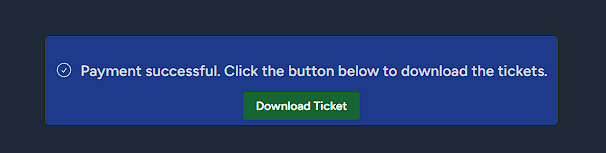 Payment successful. Click the button below to download the tickets.
Download Ticket